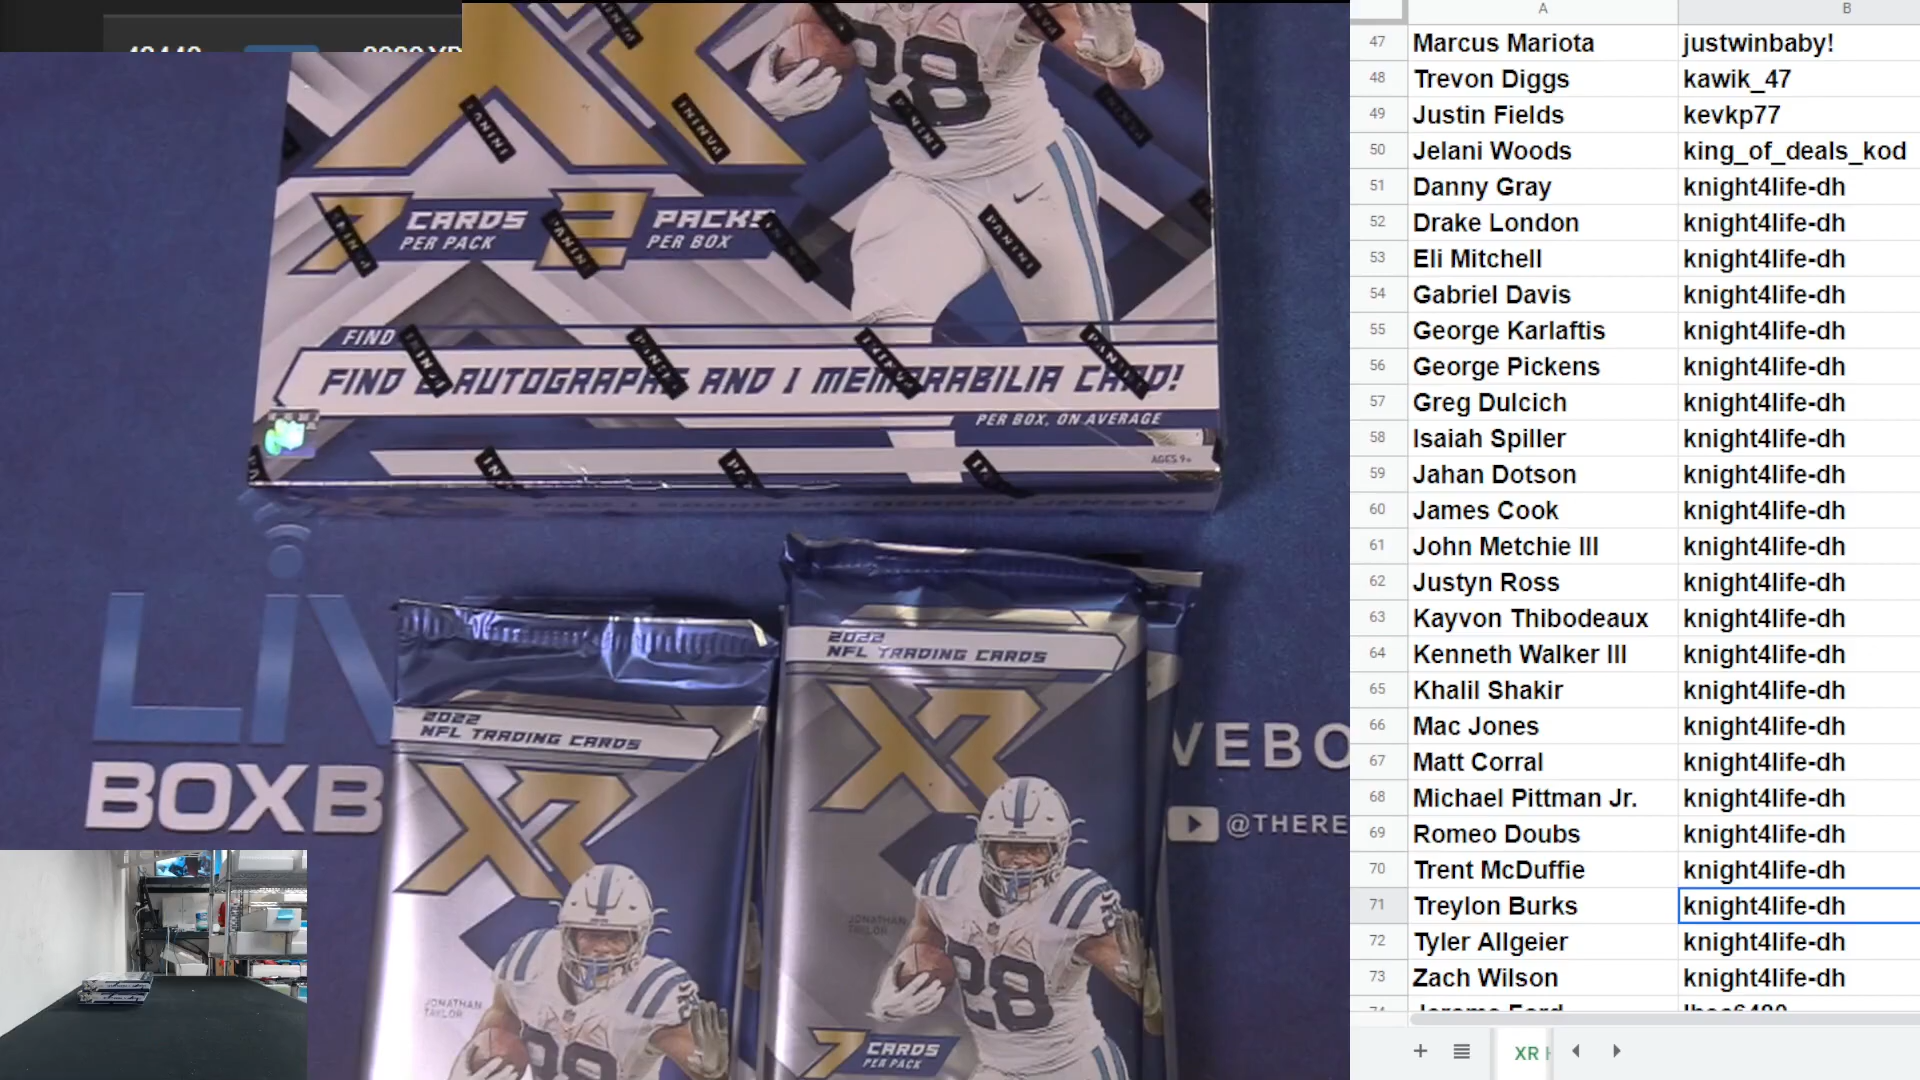 28
7 CARDS PER PACK 2 PACKS PER BOX
FIND
FIND AUTOGRAPHS AND 1 MEMORABILIA CARD!
PER BOX, ON AVERAGE
AGES 9+
PANINI
BOXB
VEBO
@THERE
2022
NFL TRADING CARDS
XR
JONATHAN
TAYLOR
2022
NFL TRADING CARDS
XR
JONATHAN
TAYLOR
28
7 CARDS
PER PACK
A B
47 Marcus Mariota justwinbaby!
48 Trevon Diggs kawik_47
49 Justin Fields kevkp77
50 Jelani Woods king_of_deals_kod
51 Danny Gray knight4life-dh
52 Drake London knight4life-dh
53 Eli Mitchell knight4life-dh
54 Gabriel Davis knight4life-dh
55 George Karlaftis knight4life-dh
56 George Pickens knight4life-dh
57 Greg Dulcich knight4life-dh
58 Isaiah Spiller knight4life-dh
59 Jahan Dotson knight4life-dh
60 James Cook knight4life-dh
61 John Metchie III knight4life-dh
62 Justyn Ross knight4life-dh
63 Kayvon Thibodeaux knight4life-dh
64 Kenneth Walker III knight4life-dh
65 Khalil Shakir knight4life-dh
66 Mac Jones knight4life-dh
67 Matt Corral knight4life-dh
68 Michael Pittman Jr. knight4life-dh
69 Romeo Doubs knight4life-dh
70 Trent McDuffie knight4life-dh
71 Treylon Burks knight4life-dh
72 Tyler Allgeier knight4life-dh
73 Zach Wilson knight4life-dh
XR